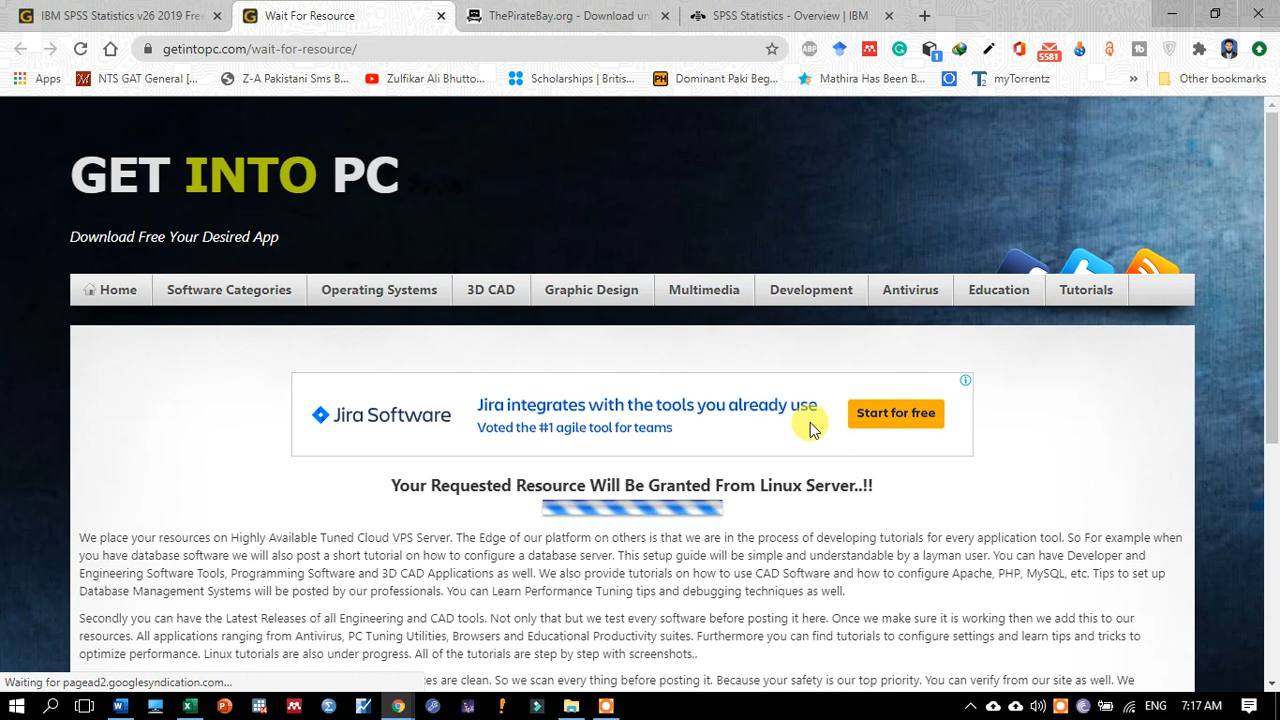 IBM SPSS Statistics v26 2019 Free
Wait For Resource
ThePirateBay.org - Download un
SPSS Statistics - Overview | IBM
getintopc.com/wait-for-resource/
ABP
1
5581
Apps
NTS GAT General [...
Z-A Pakistani Sms B...
Zulfikar Ali Bhutto...
Scholarships | Britis...
PH
Dominant Paki Beg...
Mathira Has Been B...
myTorrentz
Other bookmarks
GET INTO PC
Download Free Your Desired App
Home
Software Categories
Operating Systems
3D CAD
Graphic Design
Multimedia
Development
Antivirus
Education
Tutorials
Jira Software
Jira integrates with the tools you already use
Voted the #1 agile tool for teams
Start for free
Your Requested Resource Will Be Granted From Linux Server..!!
We place your resources on Highly Available Tuned Cloud VPS Server. The Edge of our platform on others is that we are in the process of developing tutorials for every application tool. So For example when
you have database software we will also post a short tutorial on how to configure a database server. This setup guide will be simple and understandable by a layman user. You can have Developer and
Engineering Software Tools, Programming Software and 3D CAD Applications as well. We also provide tutorials on how to use CAD Software and how to configure Apache, PHP, MySQL, etc. Tips to set up
Database Management Systems will be posted by our professionals. You can Learn Performance Tuning tips and debugging techniques as well.
Secondly you can have the Latest Releases of all Engineering and CAD tools. Not only that but we test every software before posting it here. Once we make sure it is working then we add this to our
resources. All applications ranging from Antivirus, PC Tuning Utilities, Browsers and Educational Productivity suites. Furthermore you can find tutorials to configure settings and learn tips and tricks to
optimize performance. Linux tutorials are also under progress. All of the tutorials are step by step with screenshots..
ces are clean. So we scan every thing before posting it. Because your safety is our top priority. You can verify from our site as well. We
Waiting for pagead2.googlesyndication.com...
ENG
7:17 AM